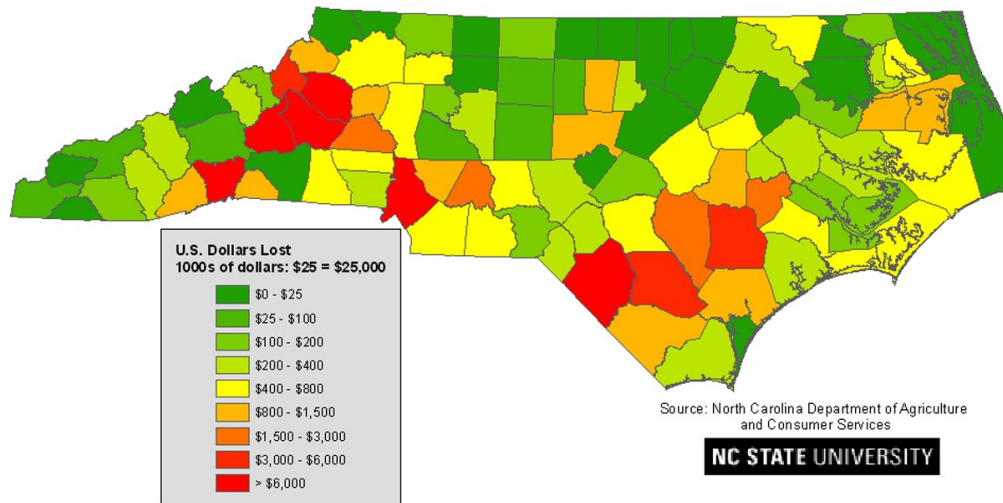 U.S. Dollars Lost
1000s of dollars: $25 = $25,000
$0 - $25
$25 - $100
$100 - $200
$200 - $400
$400 - $800
$800 - $1,500
$1,500 - $3,000
$3,000 - $6,000
> $6,000
Source: North Carolina Department of Agriculture
and Consumer Services
NC STATE UNIVERSITY